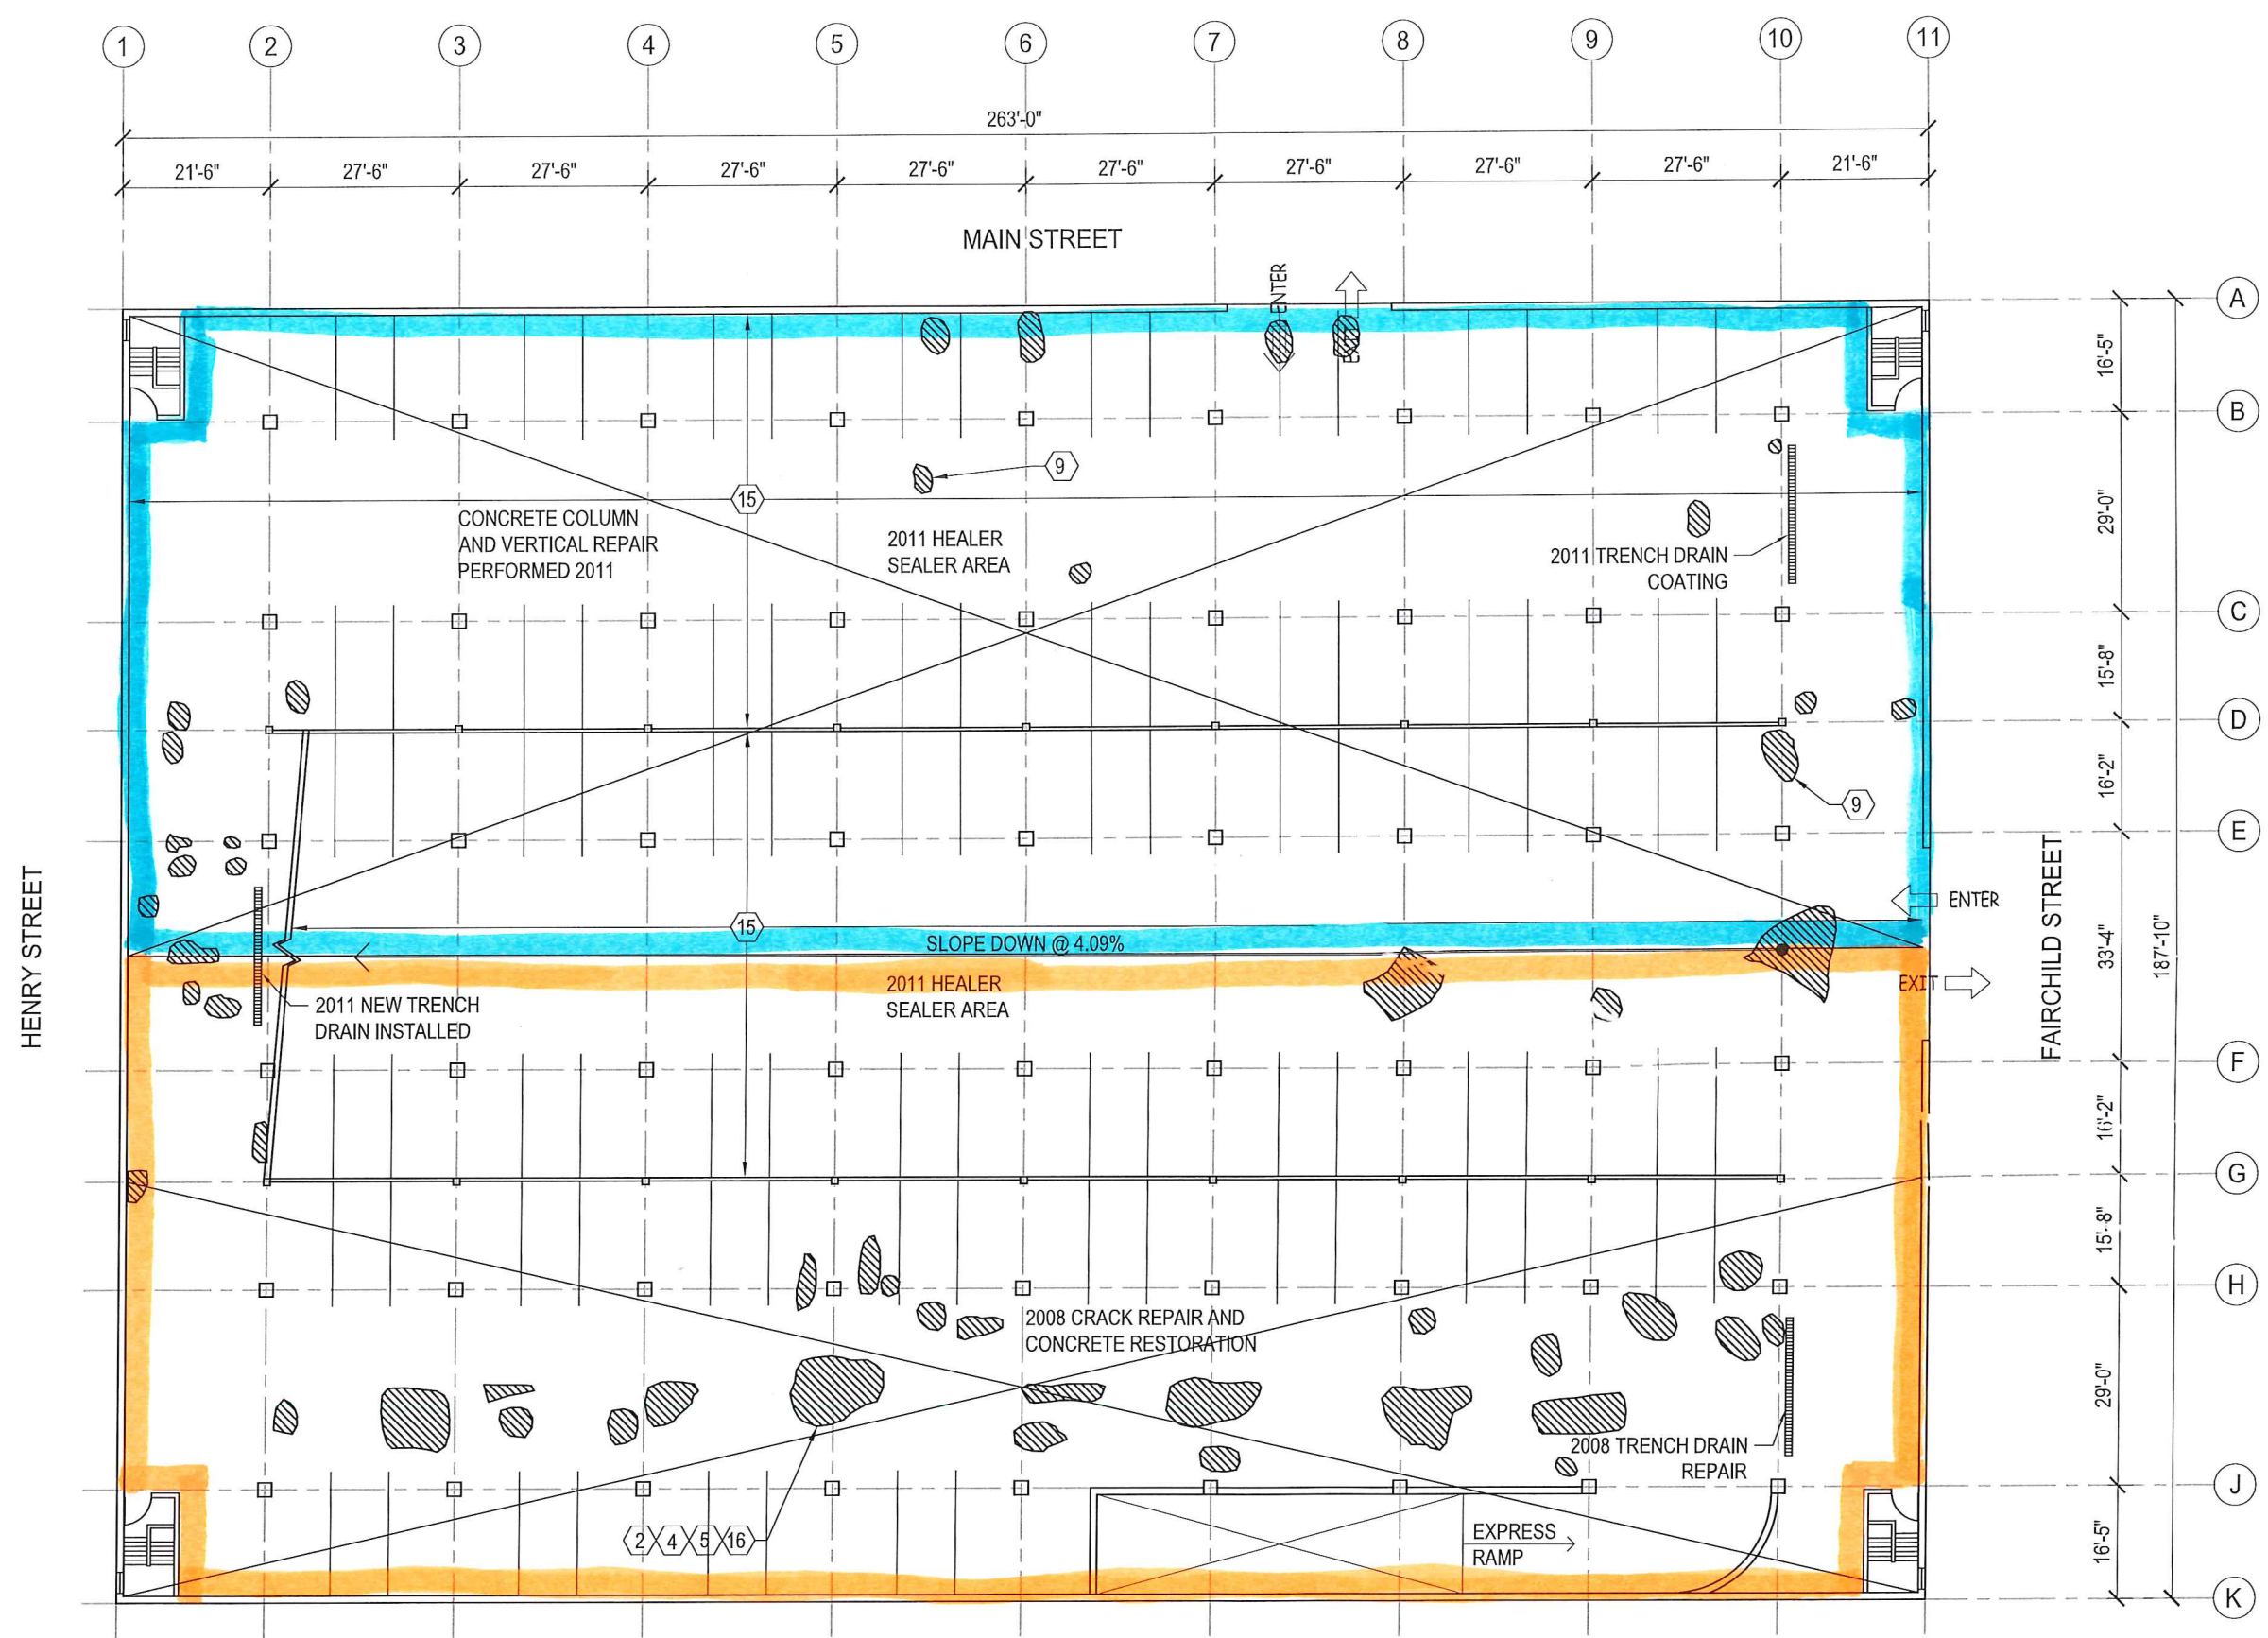 1
2
3
4
5
6
7
8
9
10
11
263'-0"
21'-6"
27'-6"
27'-6"
27'-6"
27'-6"
27'-6"
27'-6"
27'-6"
27'-6"
21'-6"
MAIN STREET
ENTER
EXIT
A
16'-5"
B
9
15
CONCRETE COLUMN
AND VERTICAL REPAIR
PERFORMED 2011
2011 HEALER
SEALER AREA
2011 TRENCH DRAIN
COATING
29'-0"
C
15'-8"
D
16'-2"
9
E
HENRY STREET
FAIRCHILD STREET
ENTER
15
SLOPE DOWN @ 4.09%
33'-4"
187'-10"
2011 HEALER
SEALER AREA
EXIT
2011 NEW TRENCH
DRAIN INSTALLED
F
16'-2"
G
15'-8"
H
2008 CRACK REPAIR AND
CONCRETE RESTORATION
29'-0"
2008 TRENCH DRAIN
REPAIR
J
2 4 5 16
EXPRESS
RAMP
16'-5"
K